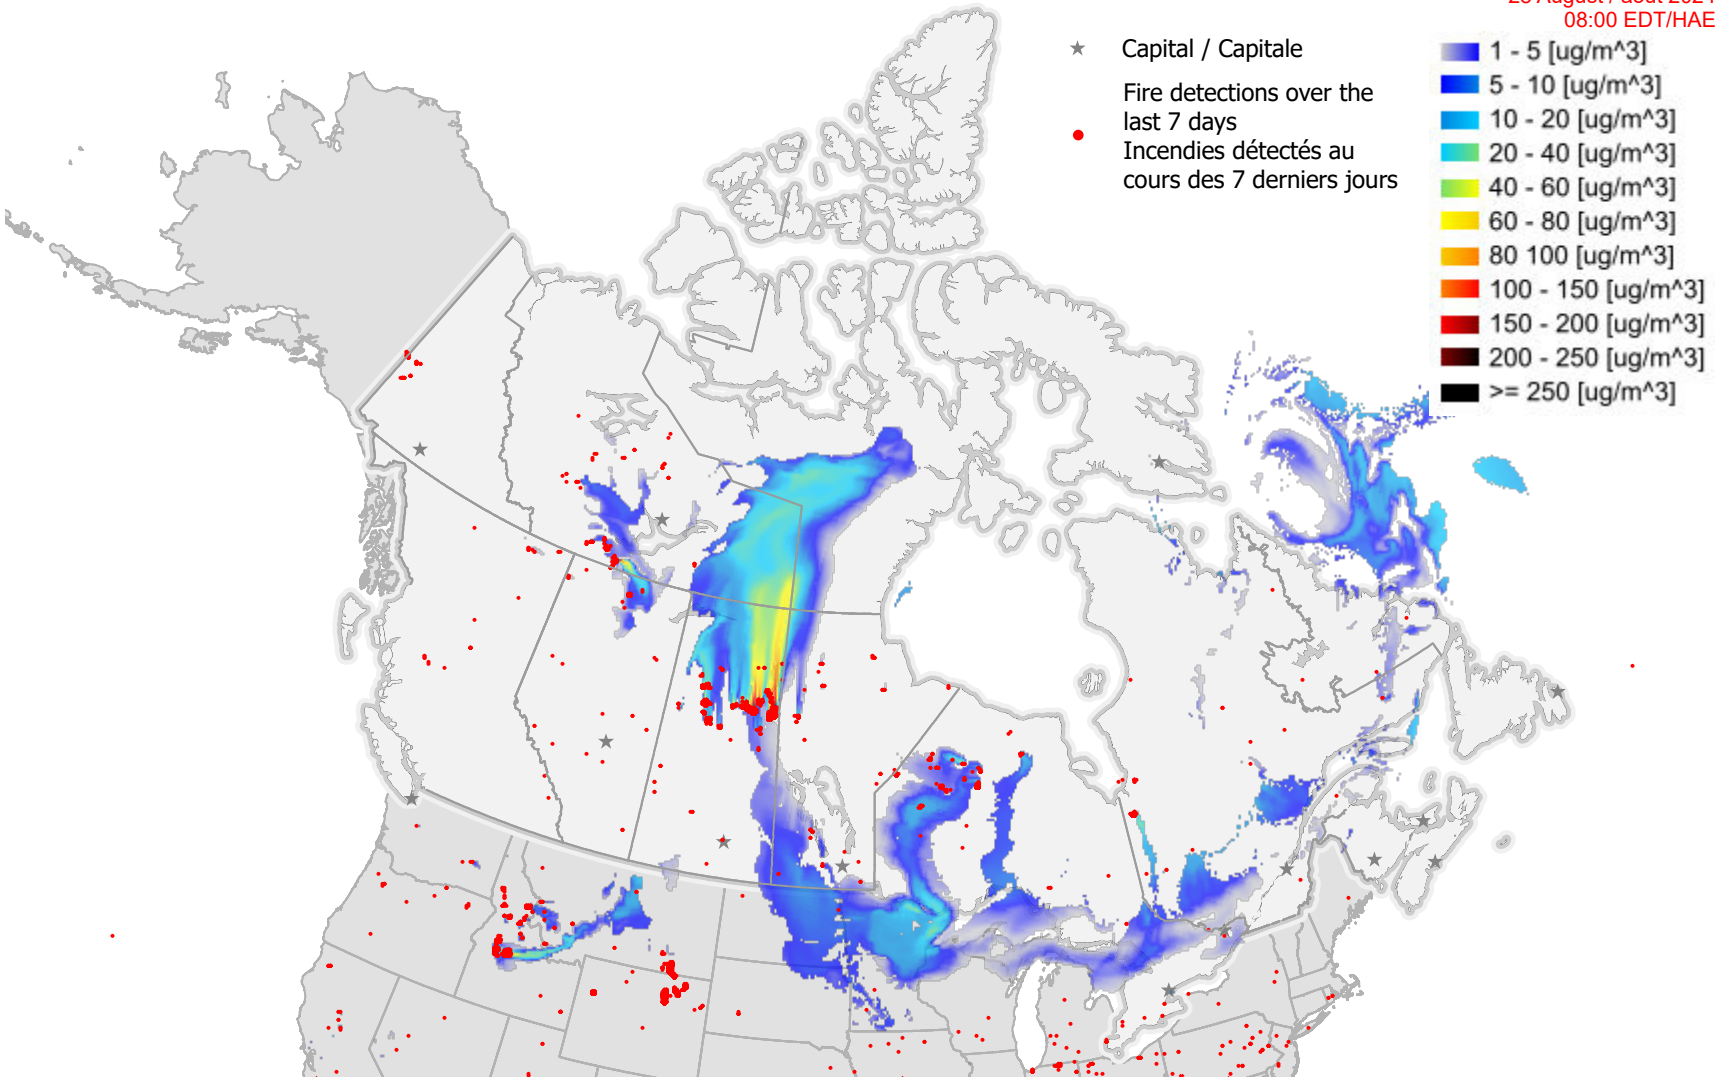 August / août
08:00 EDT/HAE
Capital / Capitale
Fire detections over the
last 7 days
Incendies détectés au
cours des 7 derniers jours
1 - 5 [ug/m^3]
5 - 10 [ug/m^3]
10 - 20 [ug/m^3]
20 - 40 [ug/m^3]
40 - 60 [ug/m^3]
60 - 80 [ug/m^3]
80 100 [ug/m^3]
100 - 150 [ug/m^3]
150 - 200 [ug/m^3]
200 - 250 [ug/m^3]
>= 250 [ug/m^3]